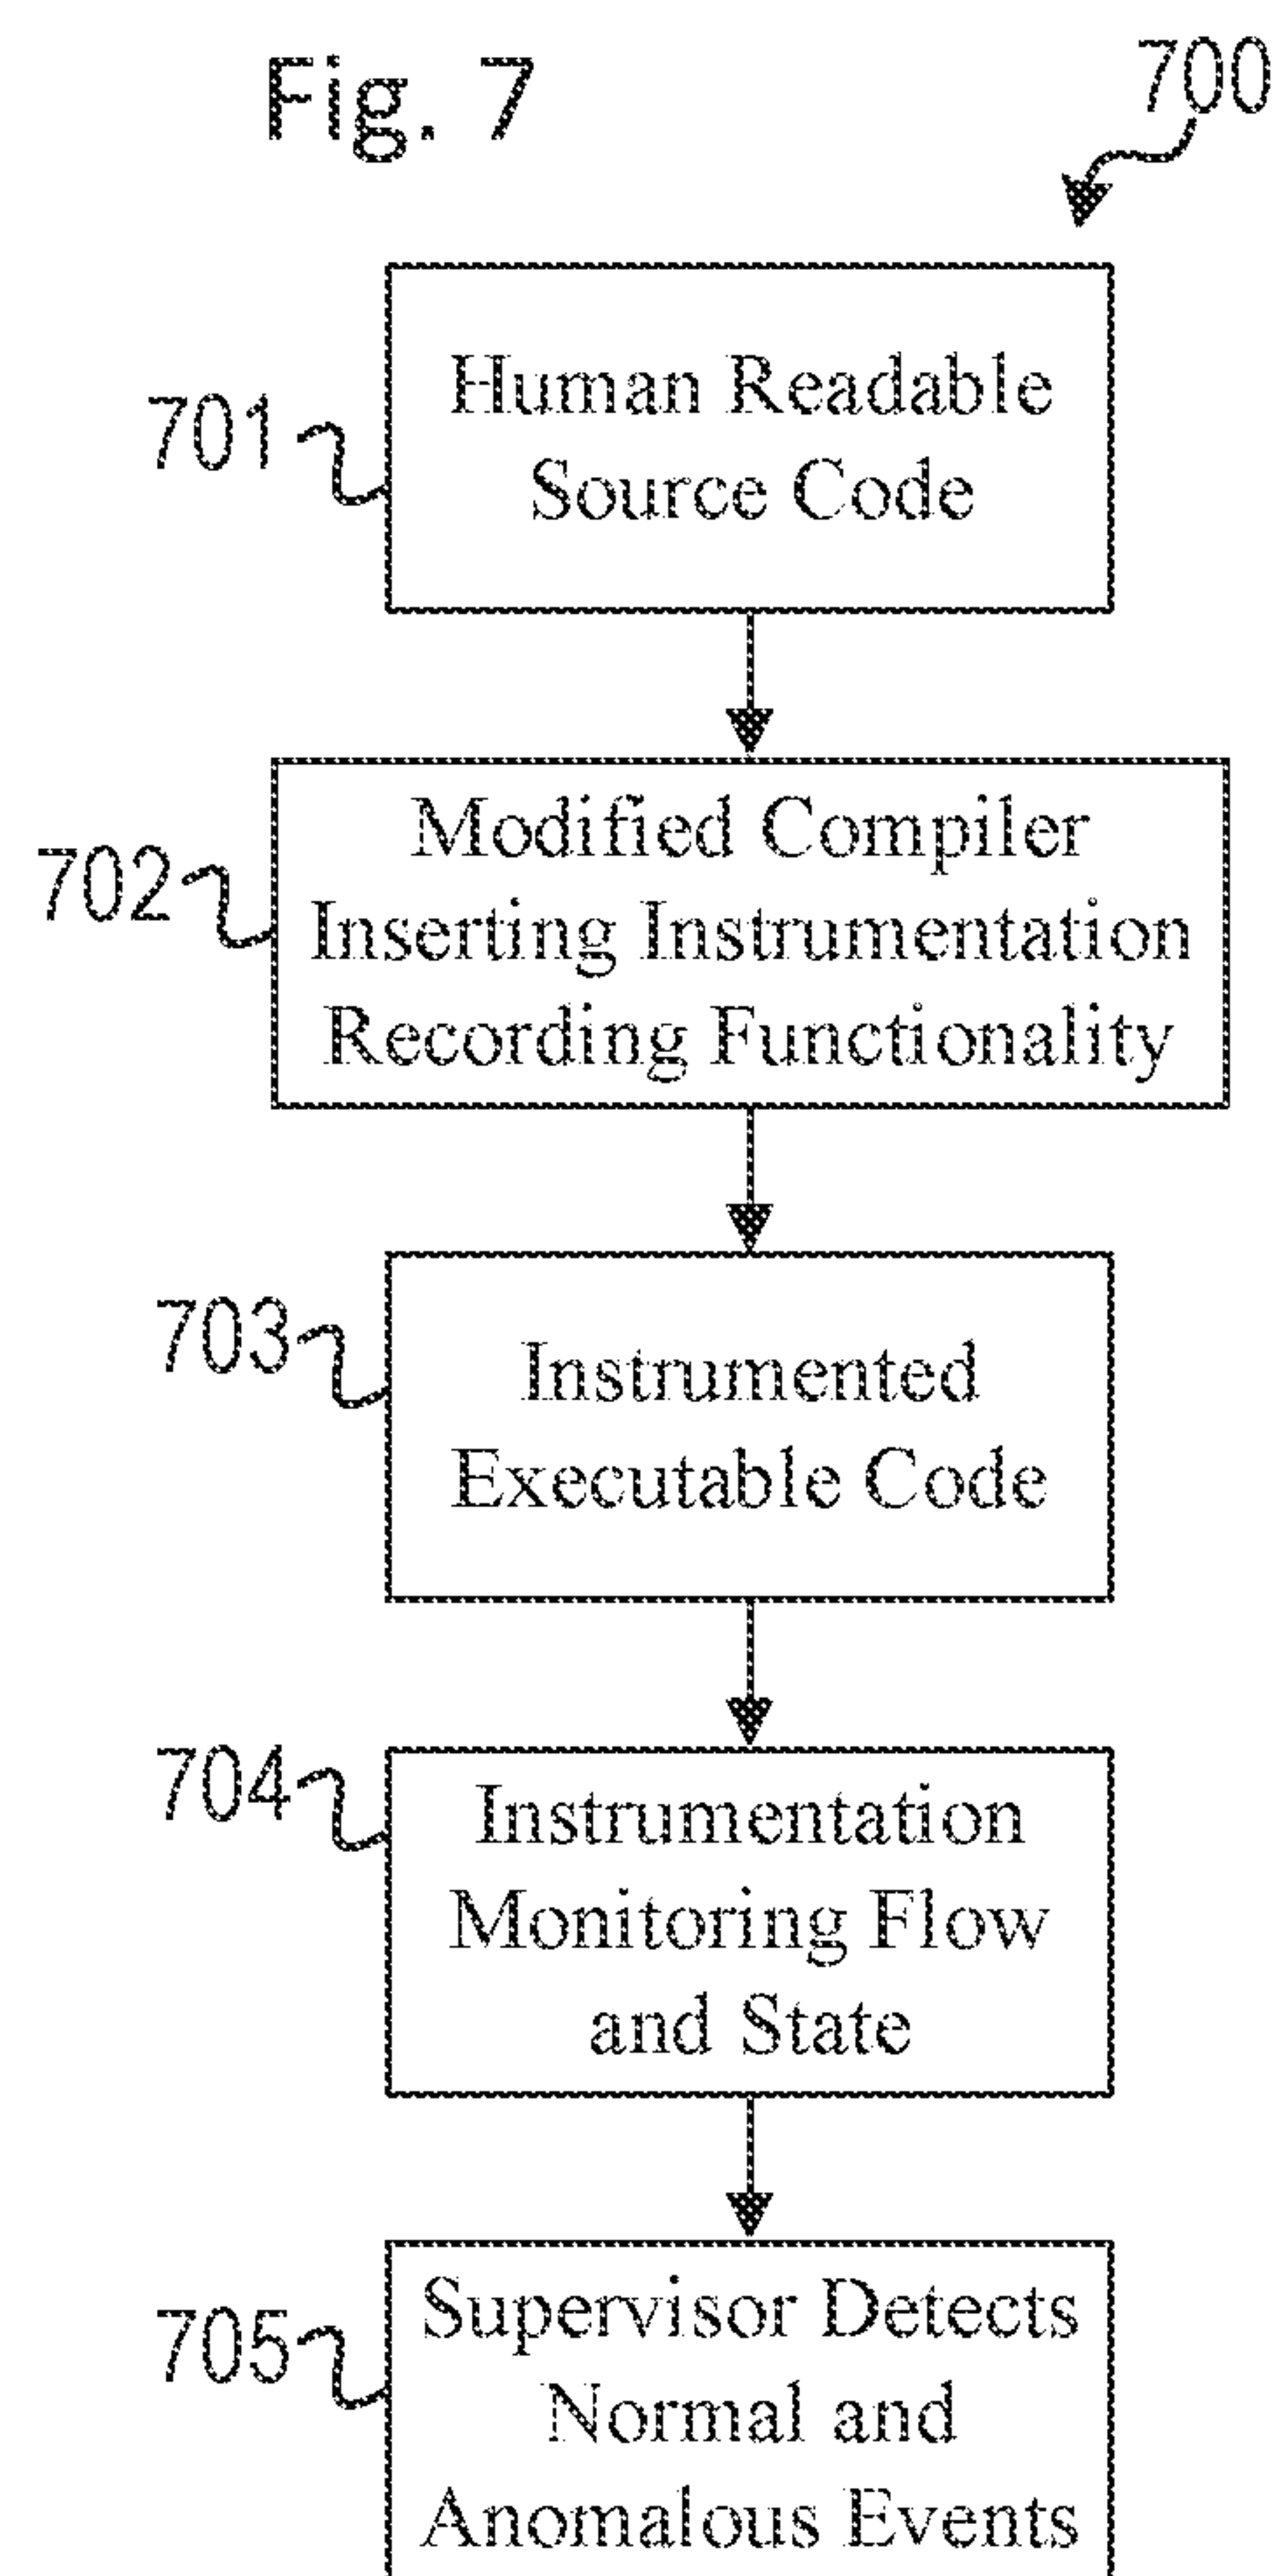 Fig. 7
700
701
Human Readable
Source Code
702
Modified Compiler
Inserting Instrumentation
Recording Functionality
703
Instrumented
Executable Code
704
Instrumentation
Monitoring Flow
and State
705
Supervisor Detects
Normal and
Anomalous Events